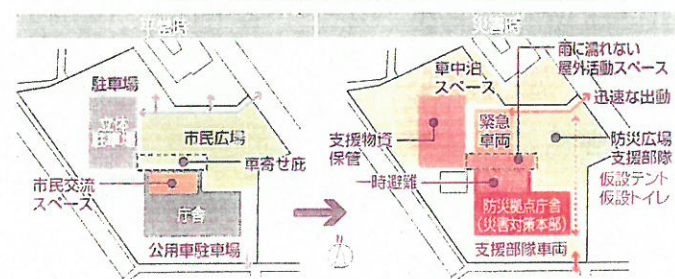 平常時
災害時
駐車場
立体
駐車場
市民広場
車寄せ庇
市民交流
スペース
庁舎
公用車駐車場
雨に濡れない
屋外活動スペース
車中泊
スペース
迅速な出動
緊急
車両
支援物資
保管
防災広場
支援部隊
仮設テント
仮設トイレ
一時避難
防災拠点庁舎
(災害対策本部)
支援部隊車両
N